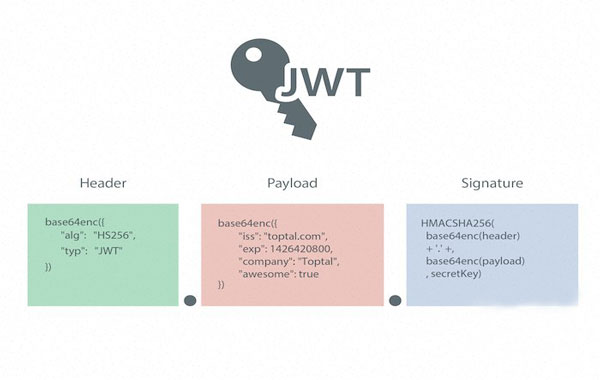 JWT
Header
base64enc({
"alg": "HS256",
"typ": "JWT"
})
Payload
base64enc({
"iss": "toptal.com",
"exp": 1426420800,
"company": "Toptal",
"awesome": true
})
Signature
HMACSHA256(
base64enc(header)
+ '.' +,
base64enc(payload)
, secretKey)